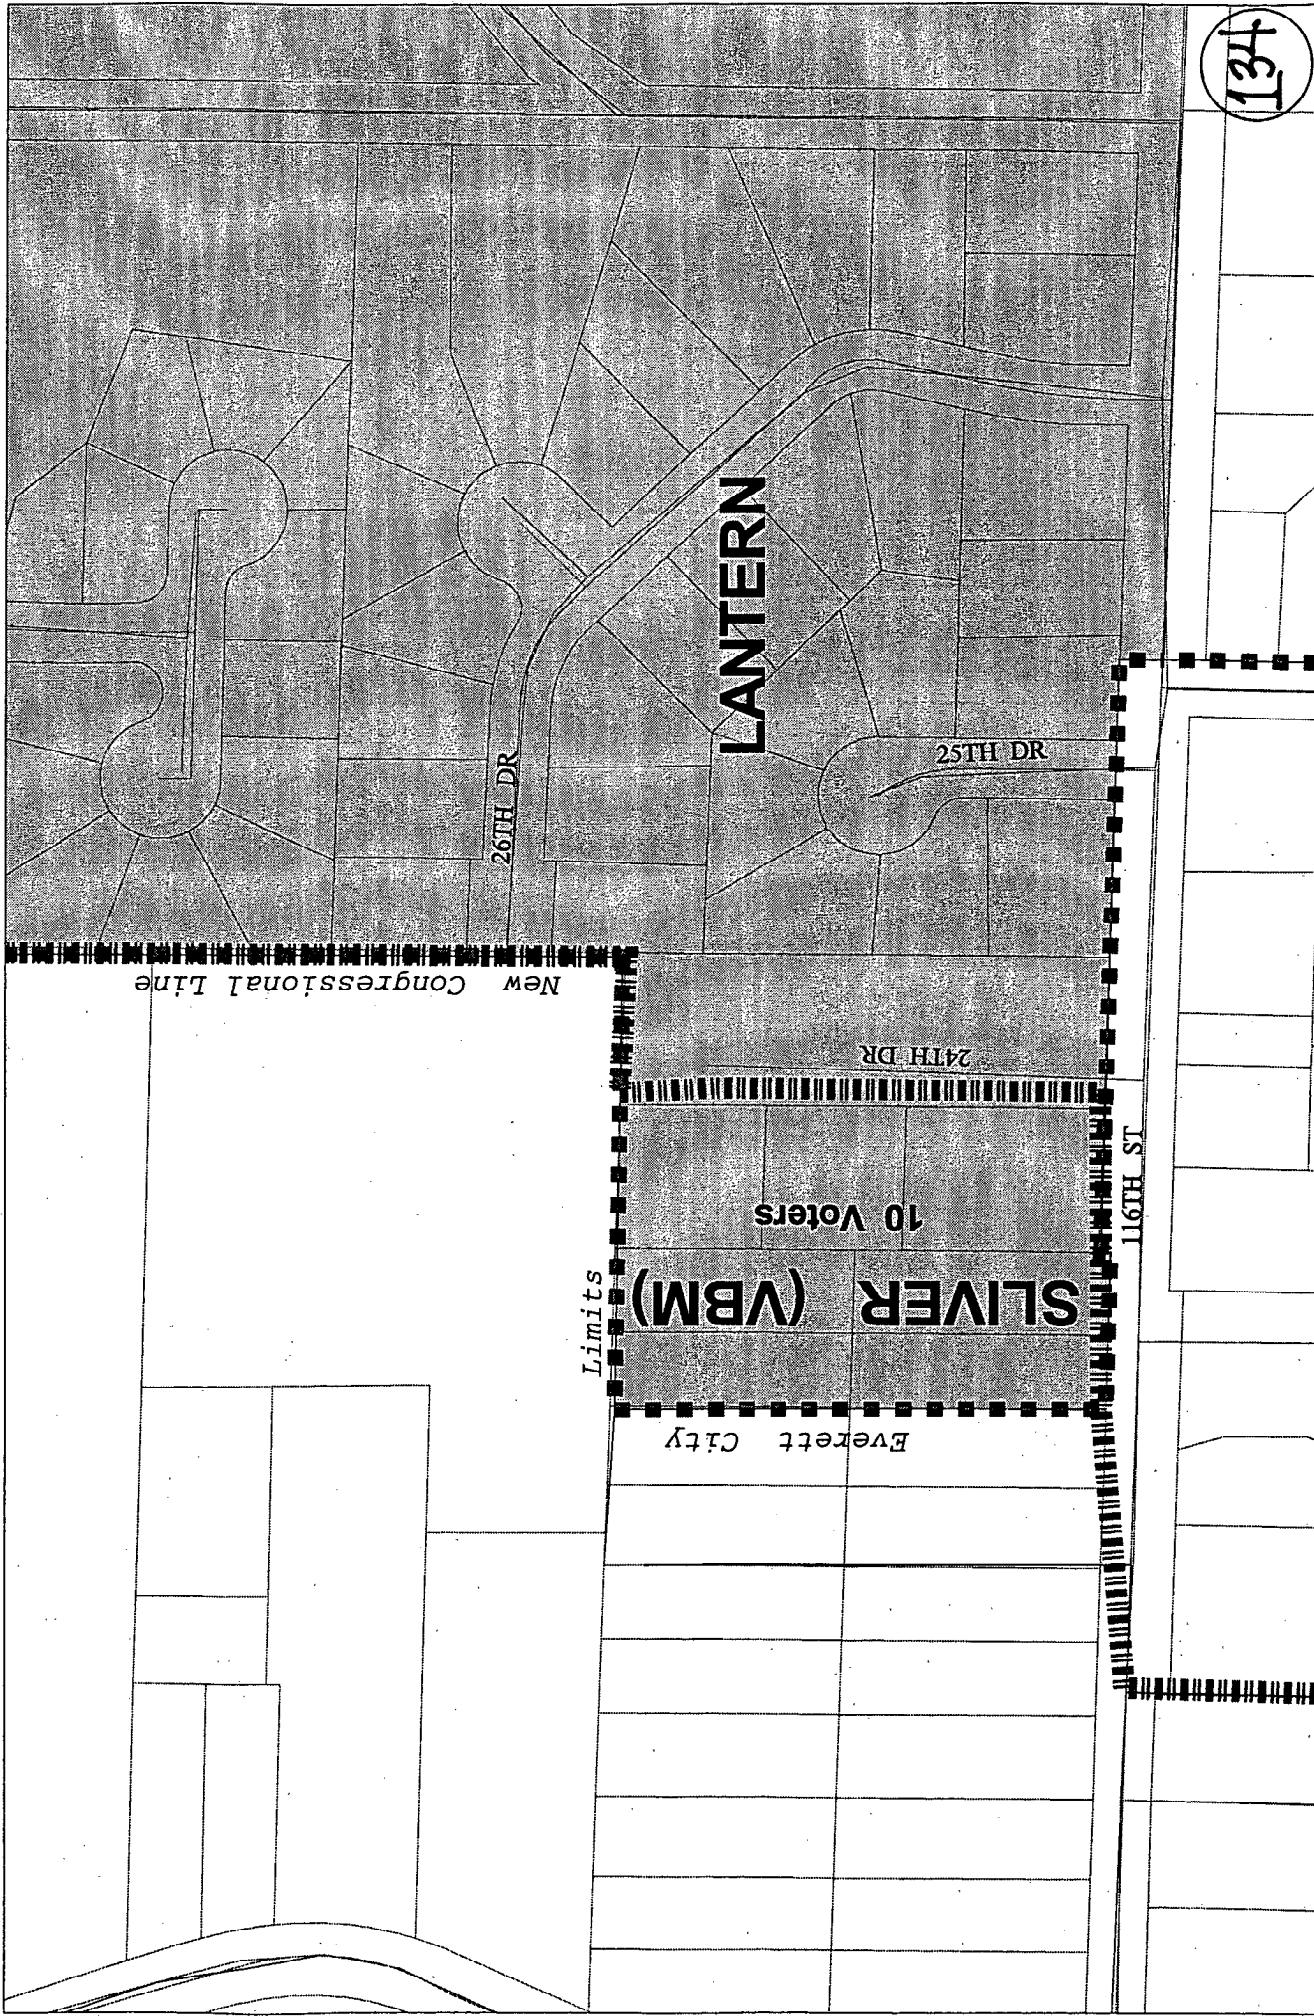 134
LANTERN
25TH DR
26TH DR
New Congressional Line
24TH DR
116TH ST
10 Voters
SLIVER (VBM)
Limits
Everett City